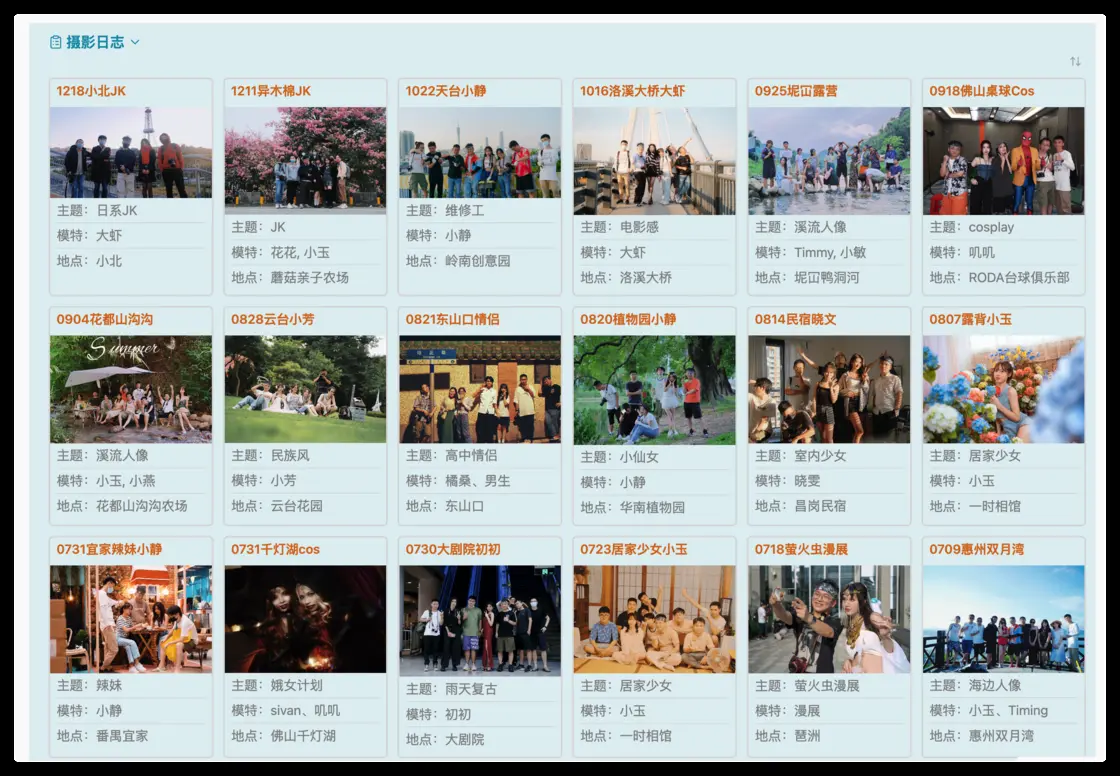 摄影日志
1218小北JK
主题：日系JK
模特：大虾
地点：小北
1211异木棉JK
主题：JK
模特：花花, 小玉
地点：蘑菇亲子农场
1022天台小静
主题：维修工
模特：小静
地点：岭南创意园
1016洛溪大桥大虾
主题：电影感
模特：大虾
地点：洛溪大桥
0925坭冚露营
主题：溪流人像
模特：Timmy, 小敏
地点：坭冚鸭洞河
0918佛山桌球Cos
主题：cosplay
模特：叽叽
地点：RODA台球俱乐部
0904花都山沟沟
Summer
主题：溪流人像
模特：小玉, 小燕
地点：花都山沟沟农场
0828云台小芳
主题：民族风
模特：小芳
地点：云台花园
0821东山口情侣
主题：高中情侣
模特：橘桑、男生
地点：东山口
0820植物园小静
主题：小仙女
模特：小静
地点：华南植物园
0814民宿晓文
主题：室内少女
模特：晓雯
地点：昌岗民宿
0807露背小玉
主题：居家少女
模特：小玉
地点：一时相馆
0731宜家辣妹小静
主题：辣妹
模特：小静
地点：番禺宜家
0731千灯湖cos
主题：娥女计划
模特：sivan、叽叽
地点：佛山千灯湖
0730大剧院初初
主题：雨天复古
模特：初初
地点：大剧院
0723居家少女小玉
主题：居家少女
模特：小玉
地点：一时相馆
0718萤火虫漫展
主题：萤火虫漫展
模特：漫展
地点：琶洲
0709惠州双月湾
主题：海边人像
模特：小玉、Timing
地点：惠州双月湾